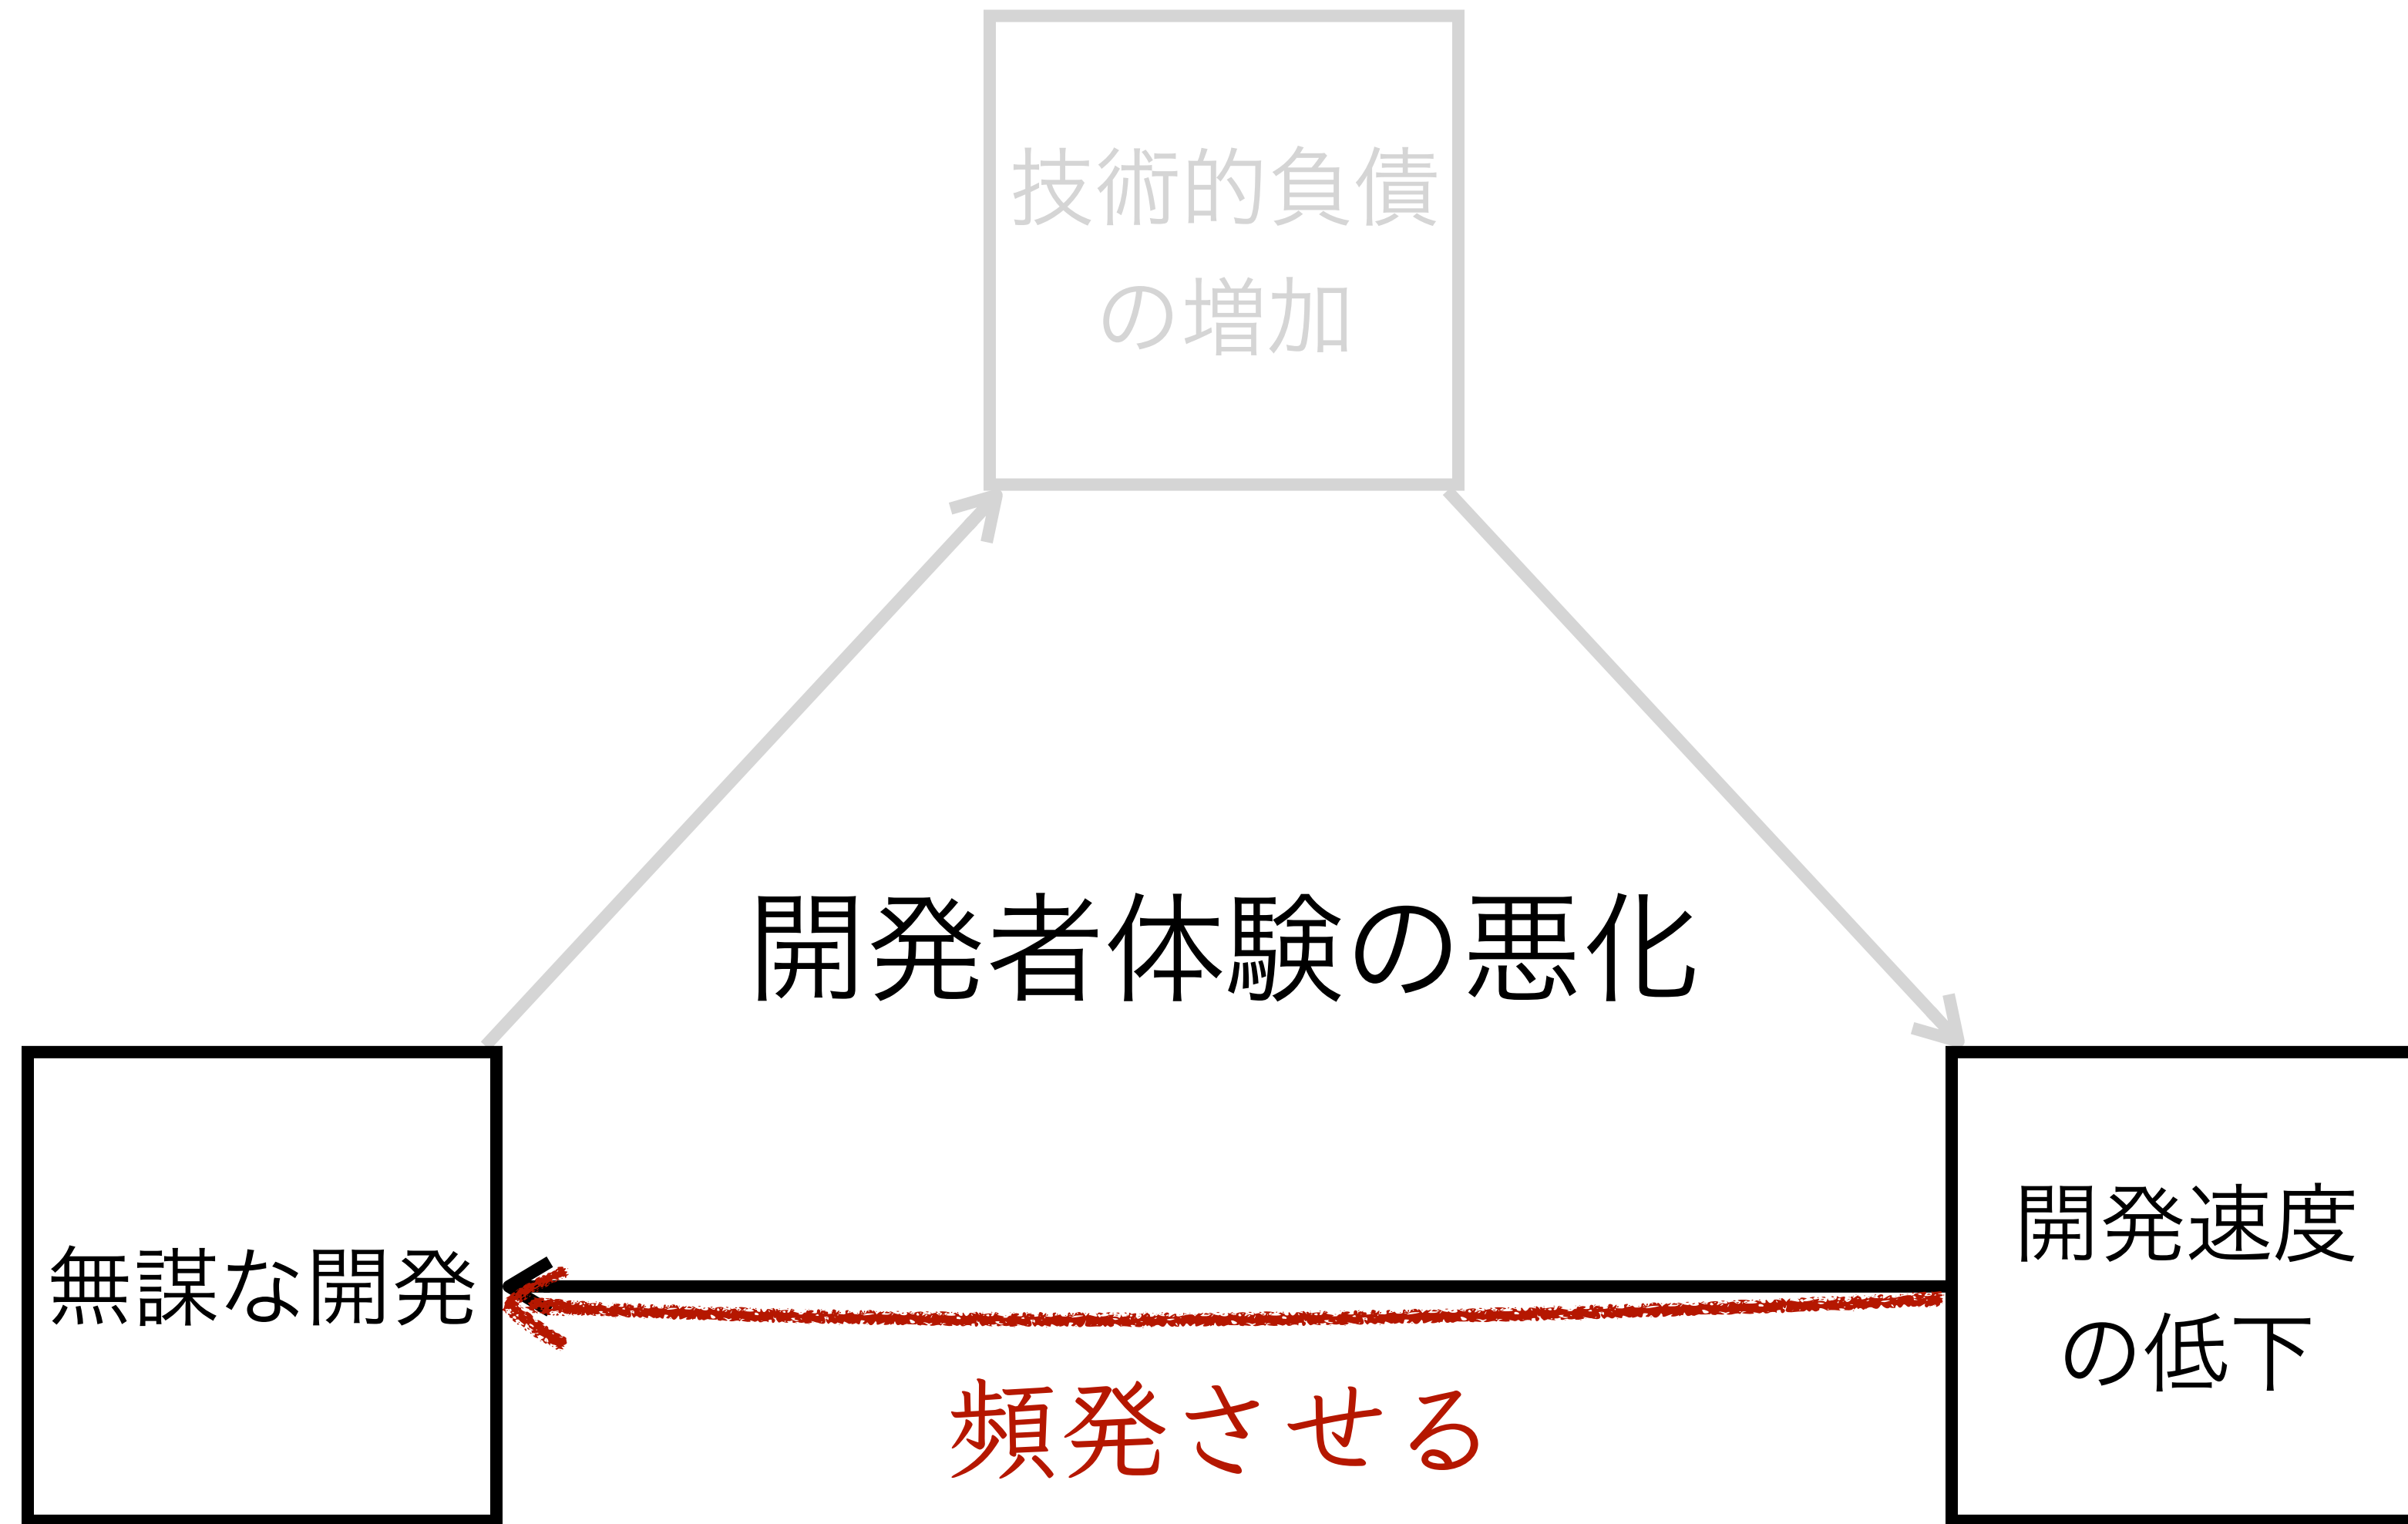 技術的負債
の増加
開発者体験の悪化
無謀な開発
開発速度
の低下
頻発させる